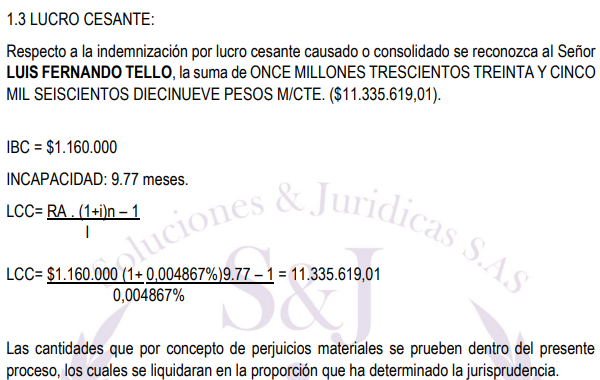 1.3 LUCRO CESANTE:
Respecto a la indemnización por lucro cesante causado o consolidado se reconozca al Señor
LUIS FERNANDO TELLO, la suma de ONCE MILLONES TRESCIENTOS TREINTA Y CINCO
MIL SEISCIENTOS DIECINUEVE PESOS M/CTE. ($11.335.619,01).
IBC = $1.160.000
INCAPACIDAD: 9.77 meses.
LCC= RA . (1+i)n – 1
I
LCC= $1.160.000 (1+ 0,004867%)9.77 – 1 = 11.335.619,01
0,004867%
Las cantidades que por concepto de perjuicios materiales se prueben dentro del presente
proceso, los cuales se liquidaran en la proporción que ha determinado la jurisprudencia.
Soluciones & Juridicas S.A.S
S&J